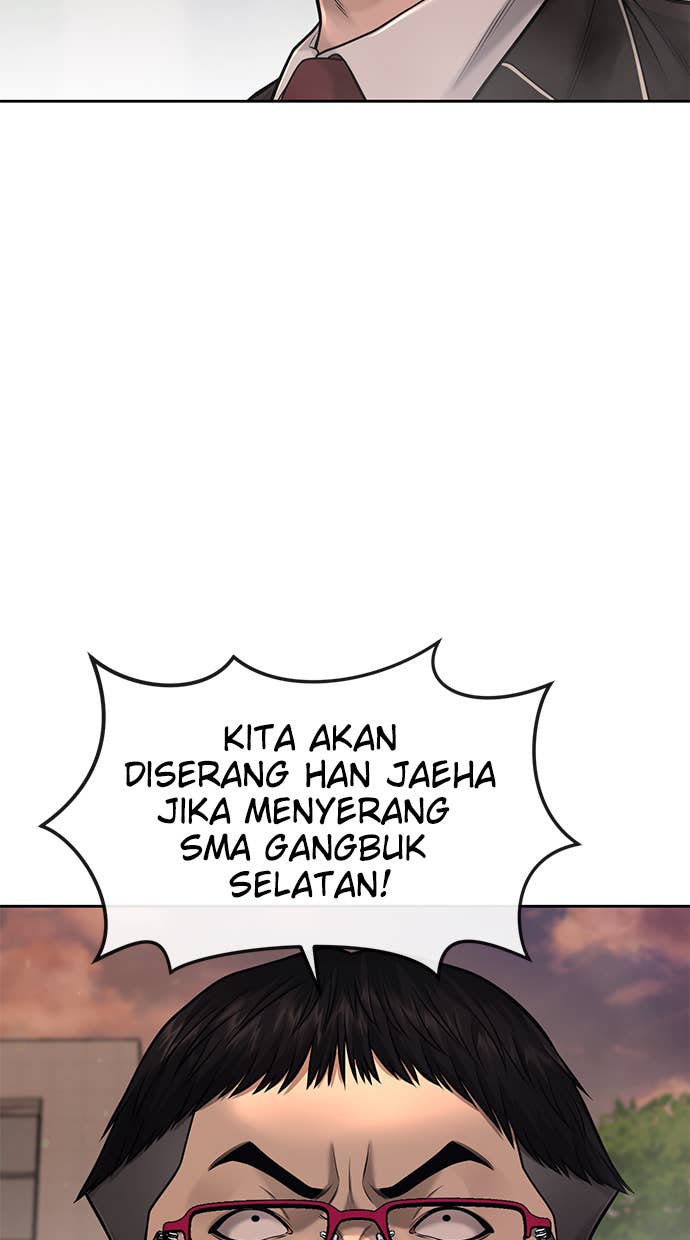 KITA AKAN
DISERANG HAN JAEHA
JIKA MENYERANG
SMA GANGBUK
SELATAN!